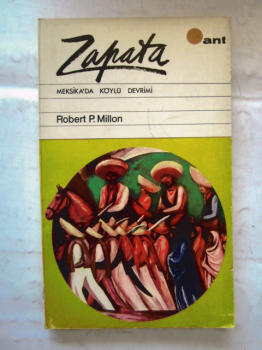 Zapata
ant
MEKSİKA'DA KÖYLÜ DEVRİMİ
Robert P. Millon